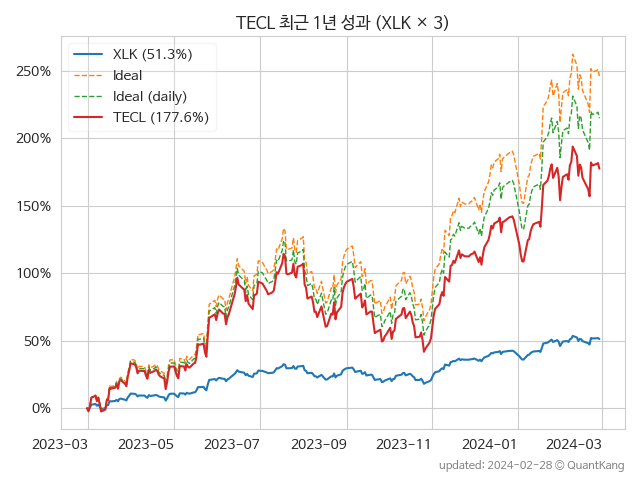 TECL 최근 1년 성과 (XLK × 3)
XLK (51.3%)
Ideal
Ideal (daily)
TECL (177.6%)
250%
200%
150%
100%
50%
0%
2023-03 2023-05 2023-07 2023-09 2023-11 2024-01 2024-03
updated: 2024-02-28 © QuantKang